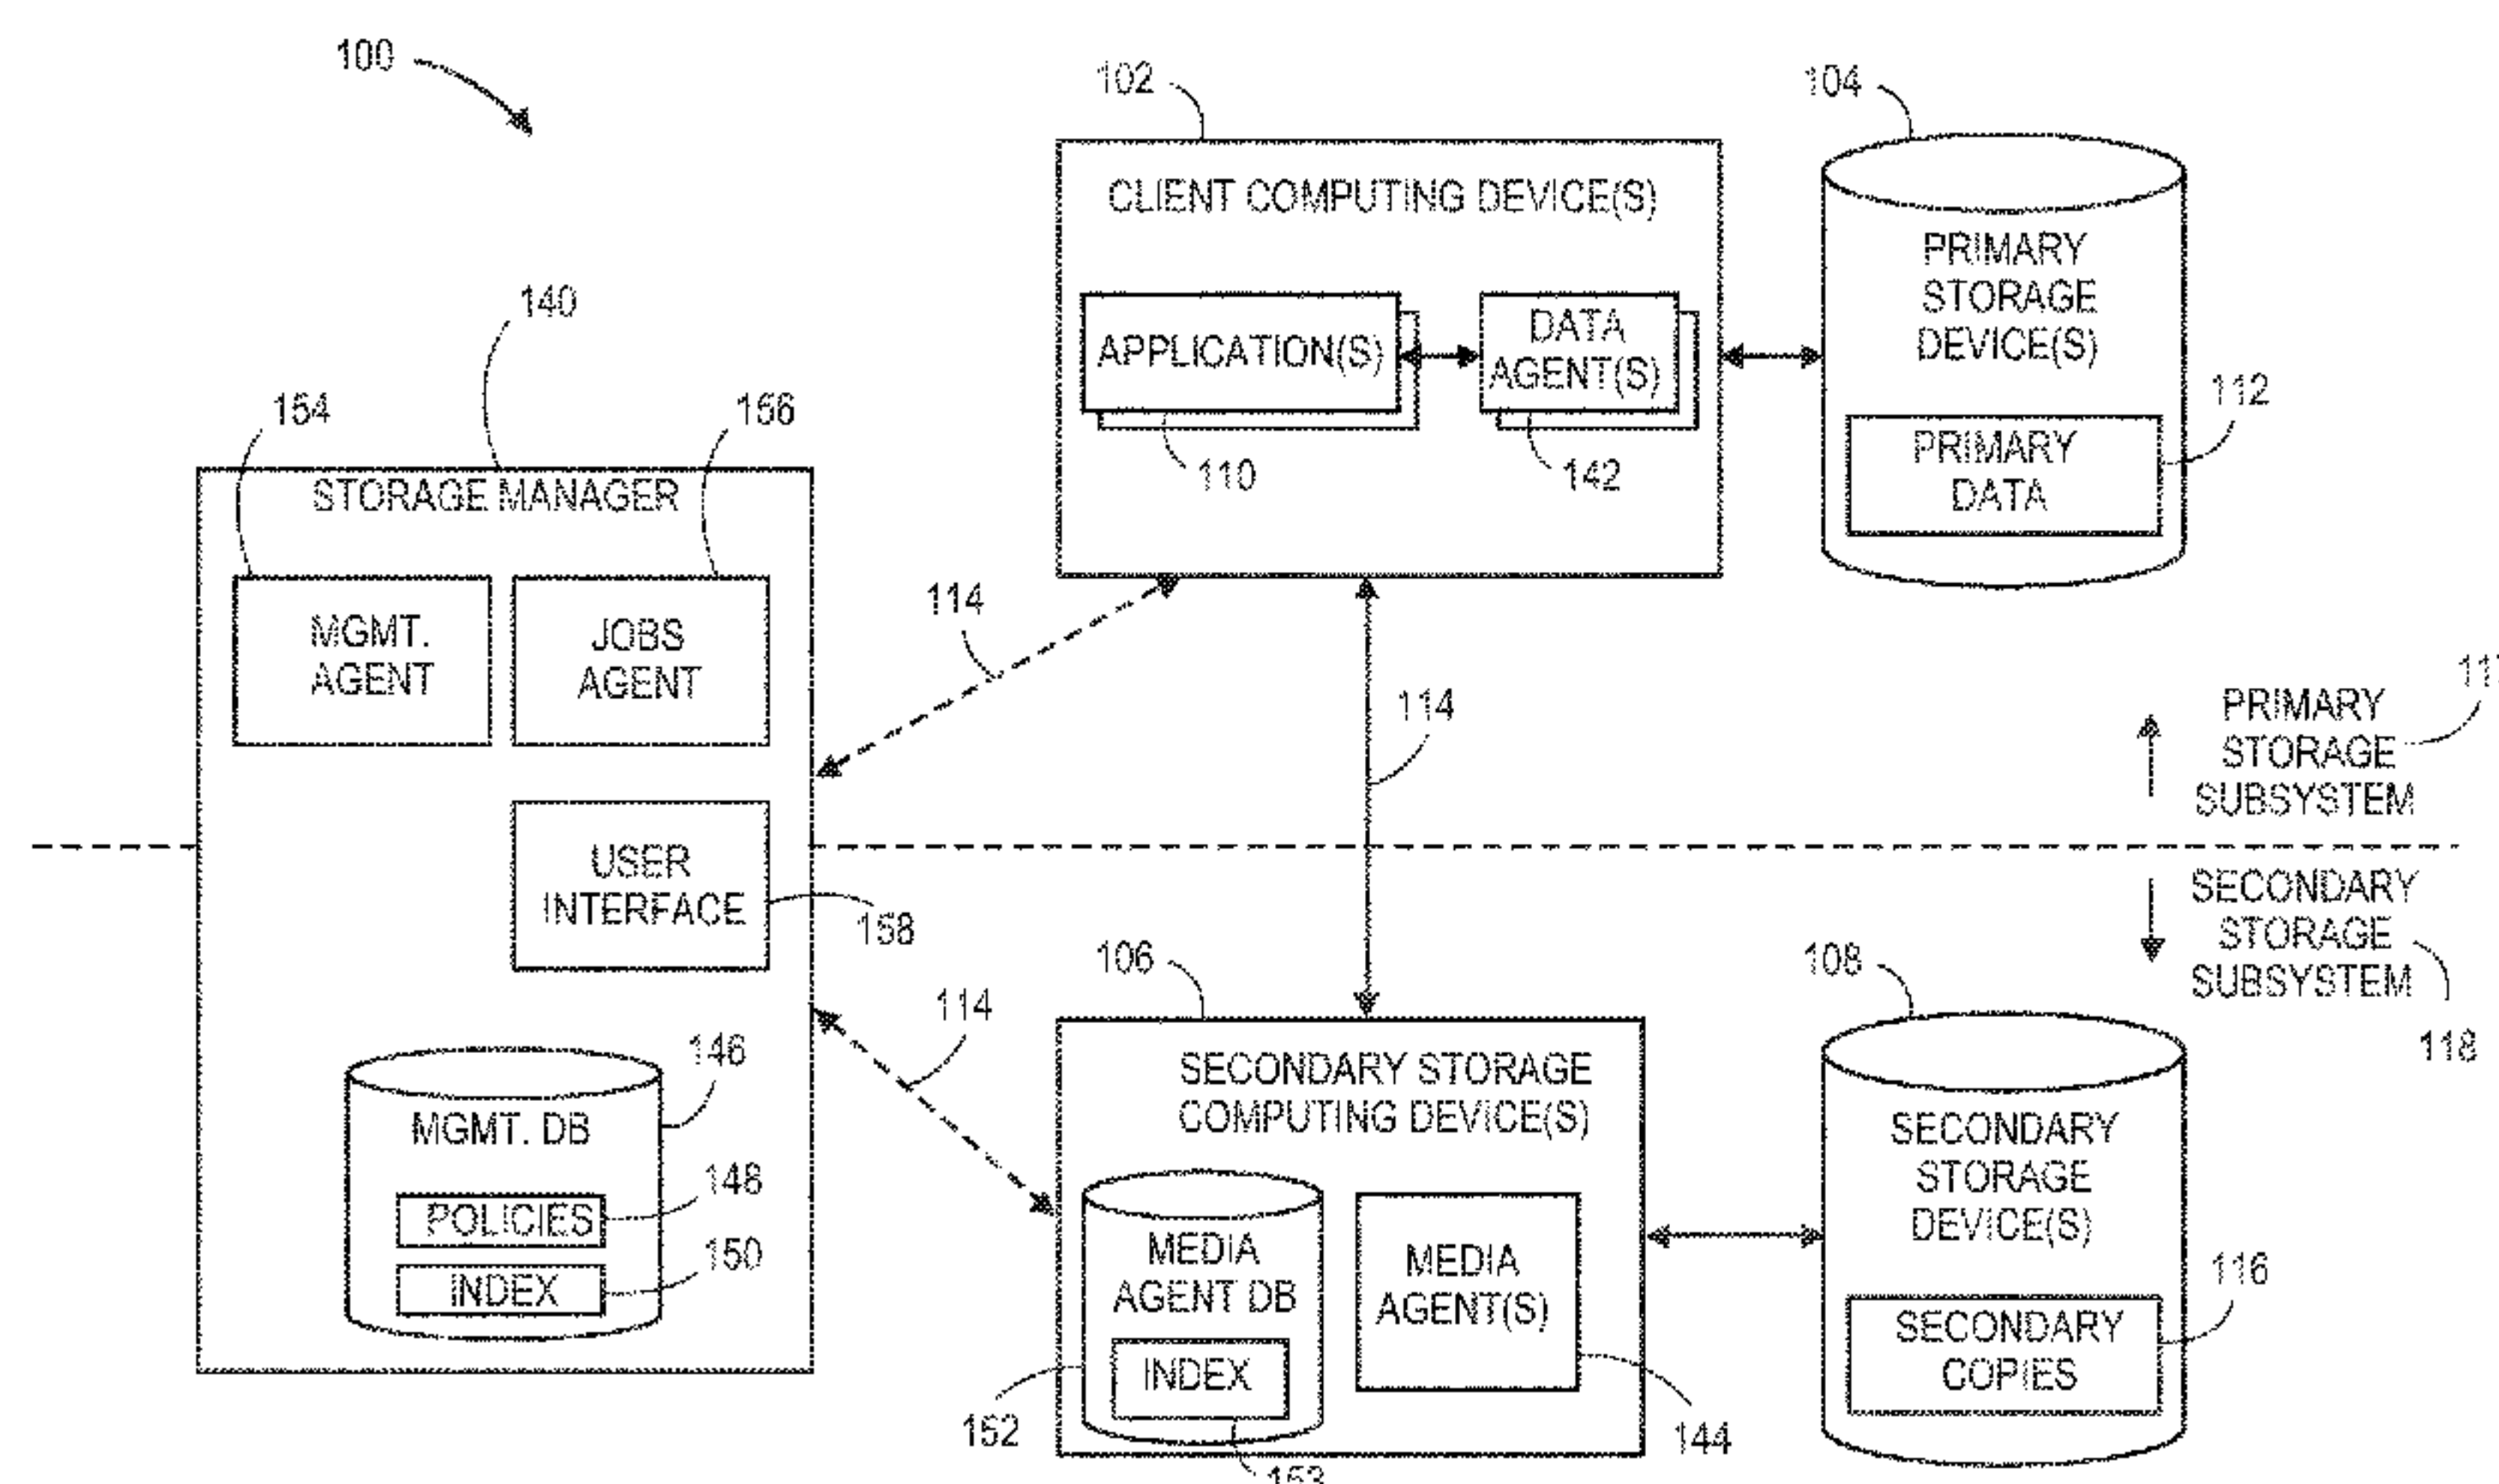 100
102
104
CLIENT COMPUTING DEVICE(S)
APPLICATION(S)
DATA
AGENT(S)
110
142
PRIMARY
STORAGE
DEVICE(S)
112
PRIMARY
DATA
140
154
156
STORAGE MANAGER
MGMT.
AGENT
JOBS
AGENT
114
114
PRIMARY
STORAGE
SUBSYSTEM
USER
INTERFACE
158
SECONDARY
STORAGE
SUBSYSTEM
118
114
146
MGMT. DB
POLICIES
148
INDEX
150
106
SECONDARY STORAGE
COMPUTING DEVICE(S)
MEDIA
AGENT DB
INDEX
MEDIA
AGENT(S)
152
144
108
SECONDARY
STORAGE
DEVICE(S)
116
SECONDARY
COPIES